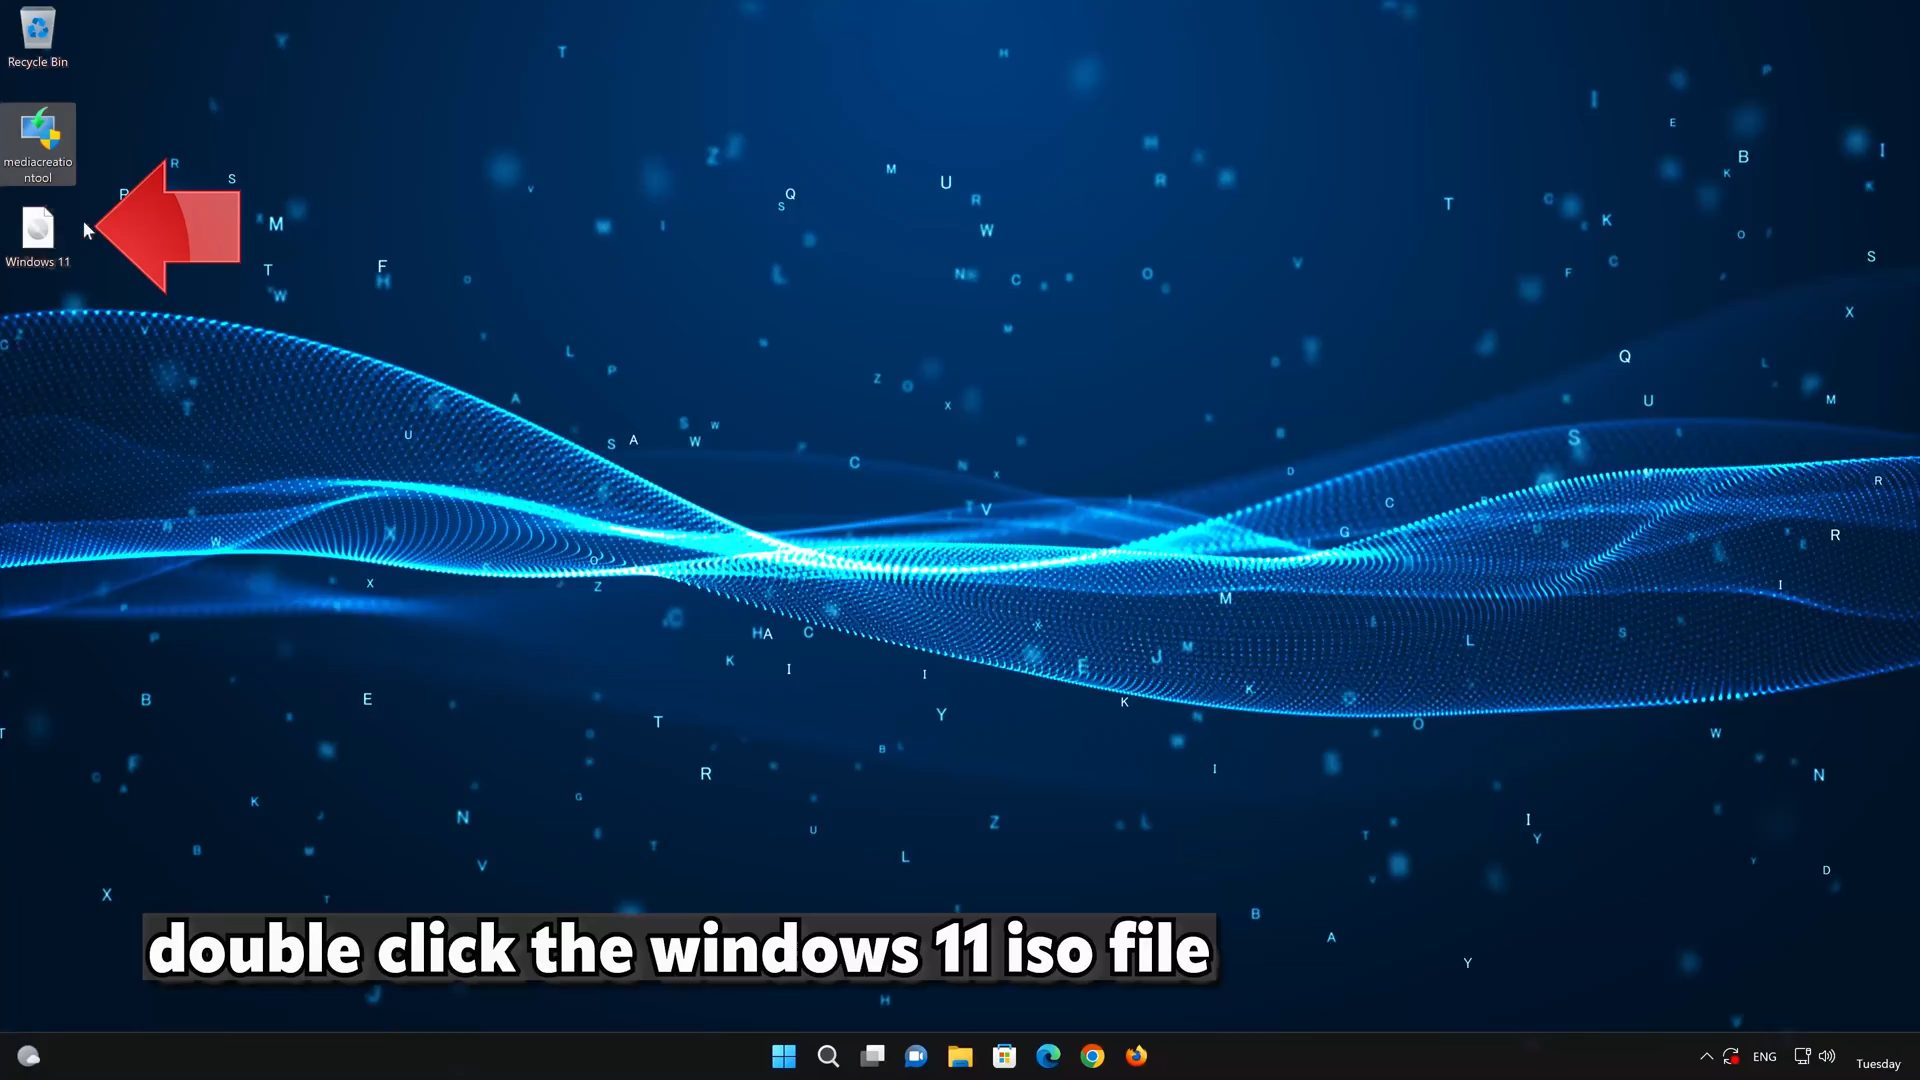 Recycle Bin
mediacreatio
ntool
Windows 11
double click the windows 11 iso file
ENG
Tuesday